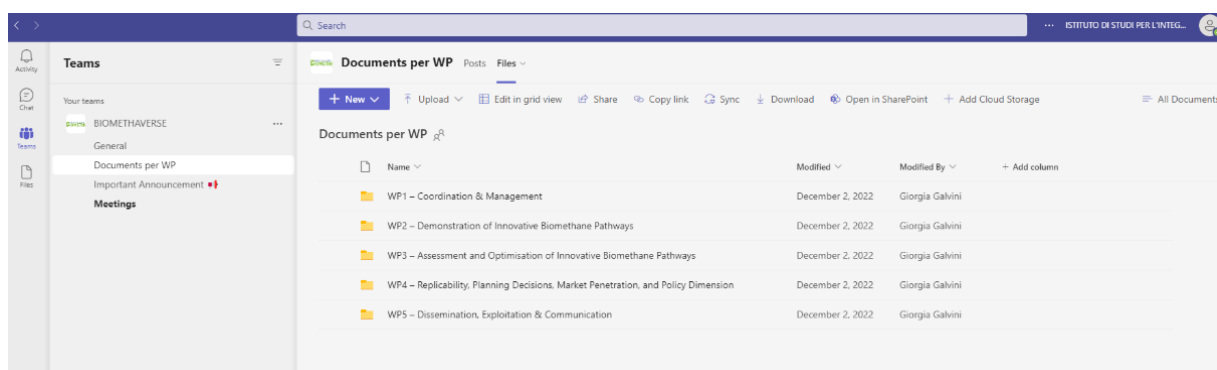 Search
ISTITUTO DI STUDI PER L'INTEG...
Activity
Chat
Teams
Files
Teams
Your teams
BIOMETHAVERSE
General
Documents per WP
Important Announcement
Meetings
Documents per WP Posts Files
+ New Upload Edit in grid view Share Copy link Sync Download Open in SharePoint + Add Cloud Storage All Documents
Documents per WP
Name Modified Modified By + Add column
WP1 – Coordination & Management December 2, 2022 Giorgia Galvini
WP2 – Demonstration of Innovative Biomethane Pathways December 2, 2022 Giorgia Galvini
WP3 – Assessment and Optimisation of Innovative Biomethane Pathways December 2, 2022 Giorgia Galvini
WP4 – Replicability, Planning Decisions, Market Penetration, and Policy Dimension December 2, 2022 Giorgia Galvini
WP5 – Dissemination, Exploitation & Communication December 2, 2022 Giorgia Galvini